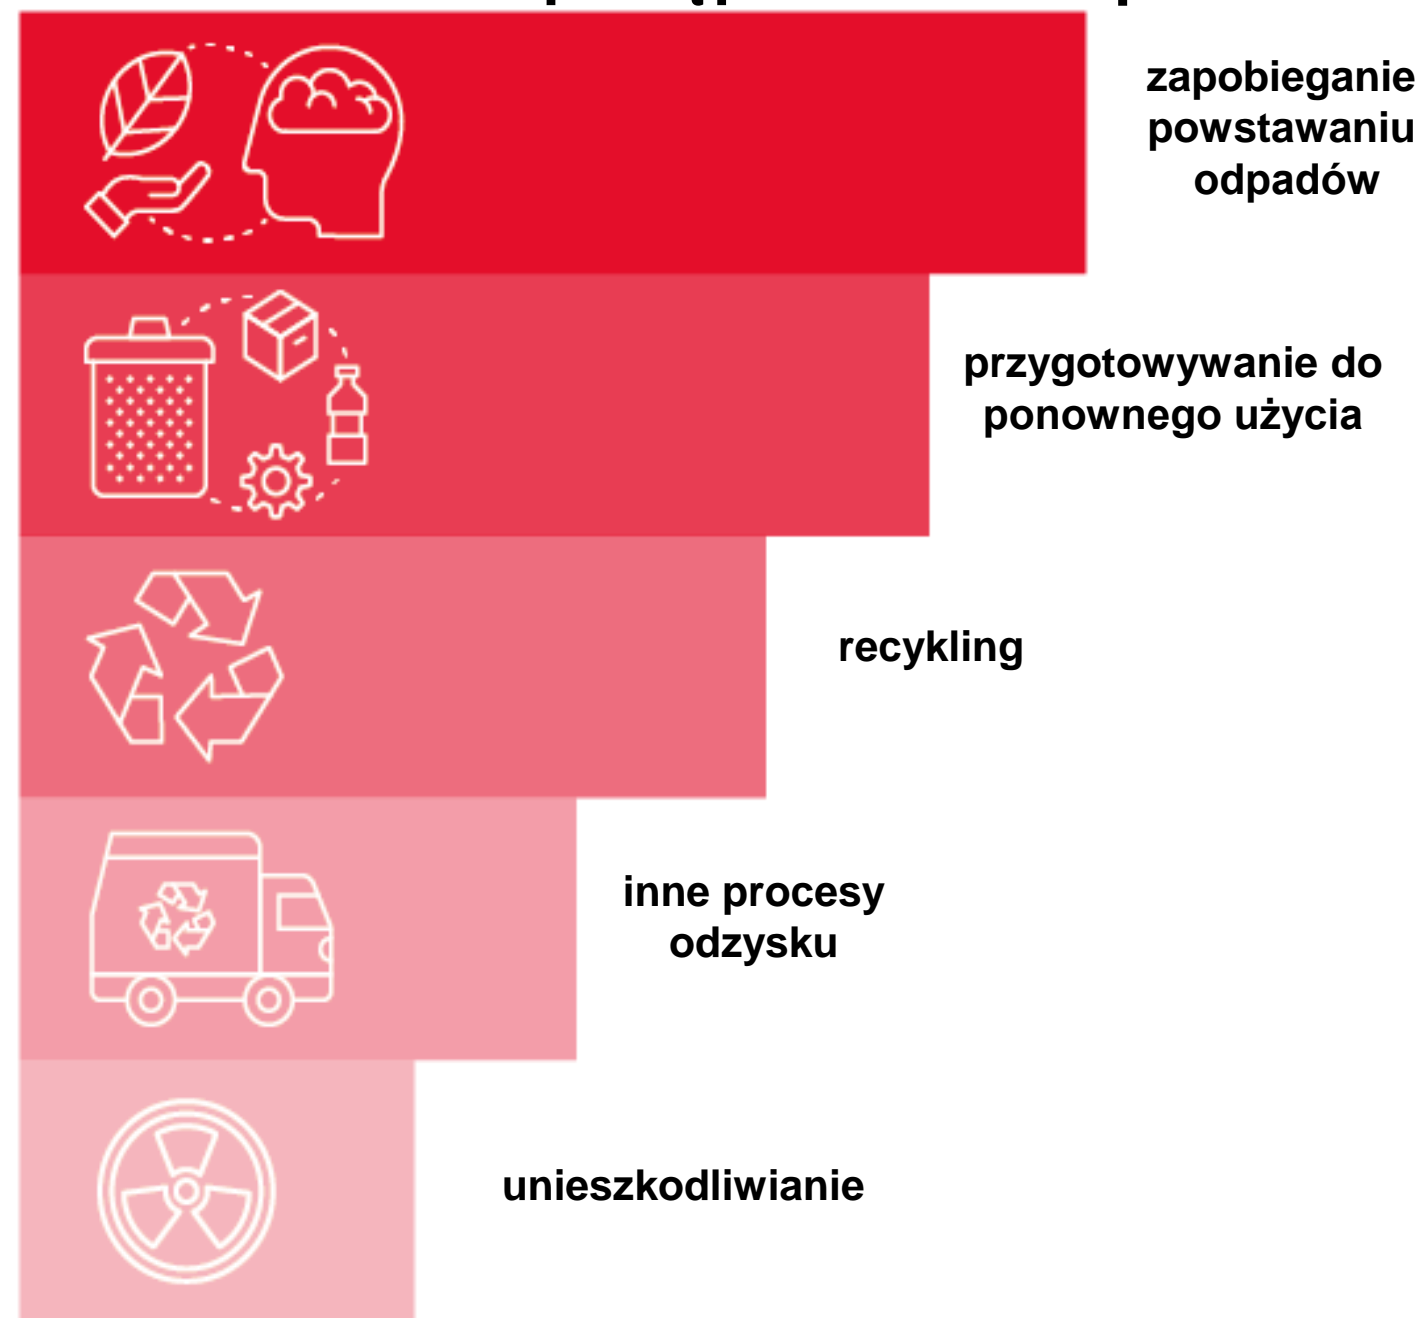 zapobieganie
powstawaniu
odpadów
przygotowywanie do
ponownego użycia
recykling
inne procesy
odzysku
unieszkodliwianie